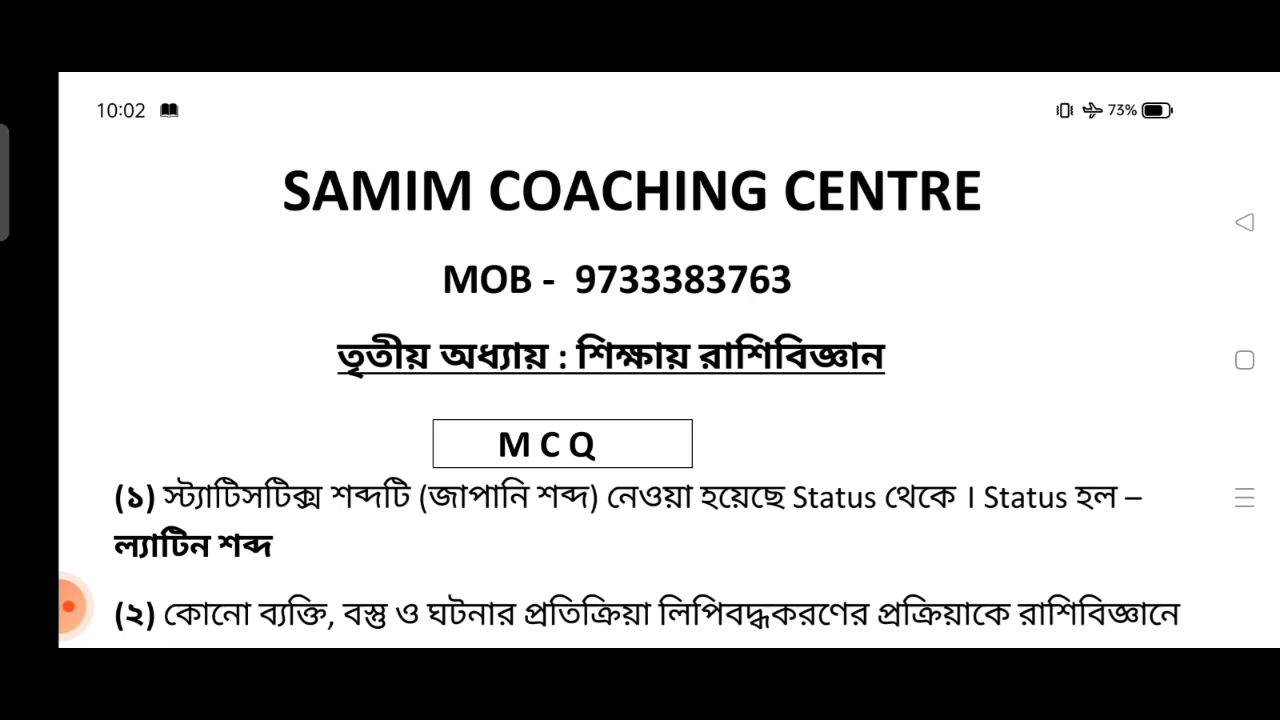 10:02
73%
SAMIM COACHING CENTRE
MOB - 9733383763
তৃতীয় অধ্যায় : শিক্ষায় রাশিবিজ্ঞান
M C Q
(১) স্ট্যাটিসটিক্স শব্দটি (জাপানি শব্দ) নেওয়া হয়েছে Status থেকে । Status হল –
ল্যাটিন শব্দ
(২) কোনো ব্যক্তি, বস্তু ও ঘটনার প্রতিক্রিয়া লিপিবদ্ধকরণের প্রক্রিয়াকে রাশিবিজ্ঞানে